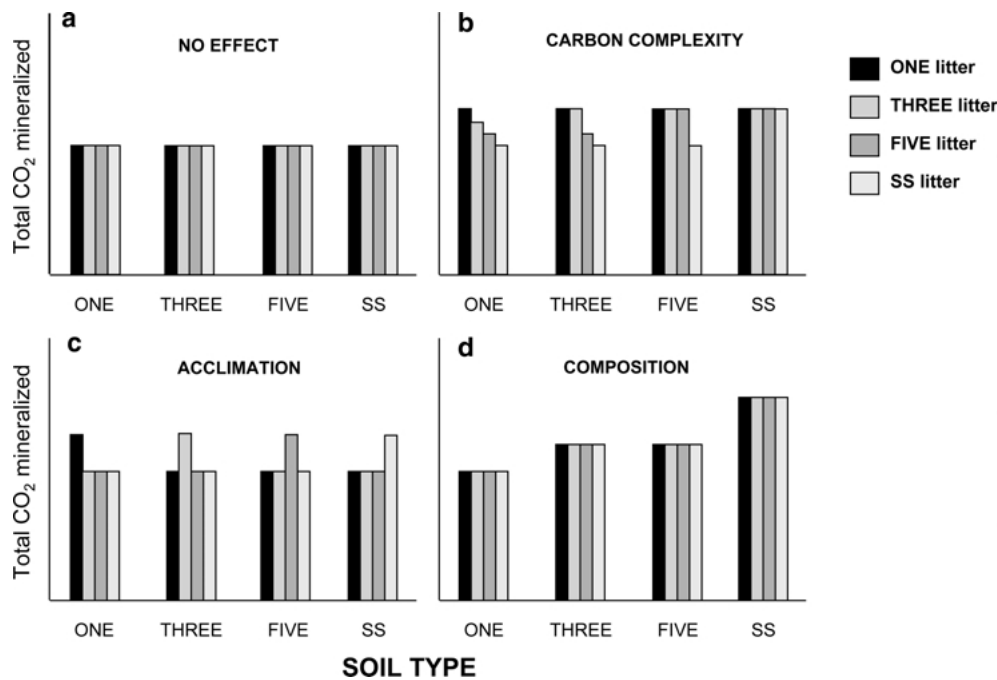 a
NO EFFECT
Total CO₂ mineralized
ONE THREE FIVE SS
b
CARBON COMPLEXITY
ONE THREE FIVE SS
ONE litter
THREE litter
FIVE litter
SS litter
c
ACCLIMATION
Total CO₂ mineralized
ONE THREE FIVE SS
d
COMPOSITION
ONE THREE FIVE SS
SOIL TYPE